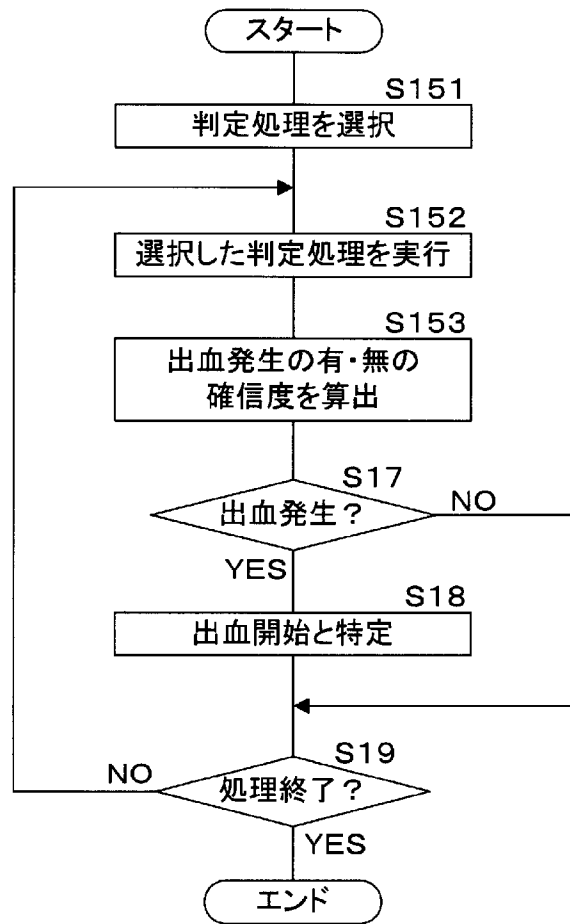 スタート
S151
判定処理を選択
S152
選択した判定処理を実行
S153
出血発生の有・無の
確信度を算出
S17
出血発生？
NO
YES
S18
出血開始と特定
S19
処理終了？
NO
YES
エンド